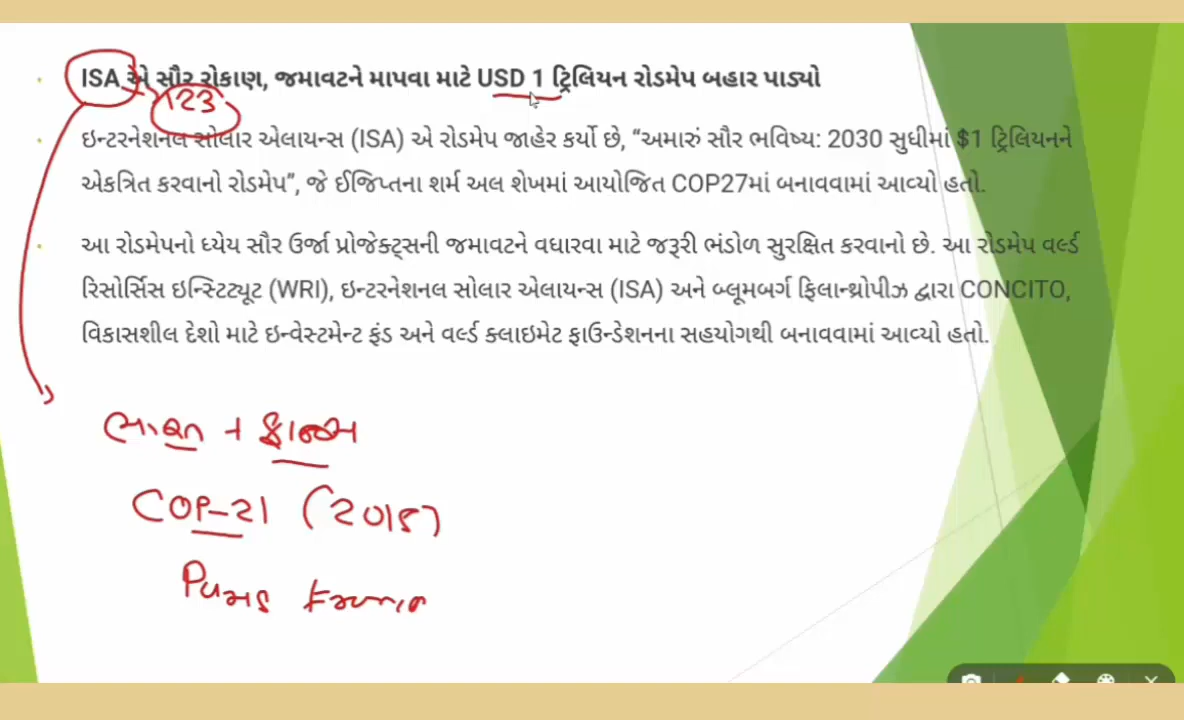 ISA એ સૌર રોકાણ, જમાવટને માપવા માટે USD 1 ટ્રિલિયન રોડમેપ બહાર પાડ્યો
123
ઇન્ટરનેશનલ સોલાર એલાયન્સ (ISA) એ રોડમેપ જાહેર કર્યો છે, “અમારું સૌર ભવિષ્ય: 2030 સુધીમાં $1 ટ્રિલિયનને
એકત્રિત કરવાનો રોડમેપ”, જે ઈજિપ્તના શર્મ અલ શેખમાં આયોજિત COP27માં બનાવવામાં આવ્યો હતો.
આ રોડમેપનો ધ્યેય સૌર ઉર્જા પ્રોજેક્ટ્સની જમાવટને વધારવા માટે જરૂરી ભંડોળ સુરક્ષિત કરવાનો છે. આ રોડમેપ વર્લ્ડ
રિસોર્સિસ ઇન્સ્ટિટ્યૂટ (WRI), ઇન્ટરનેશનલ સોલાર એલાયન્સ (ISA) અને બ્લૂમબર્ગ ફિલાન્થ્રોપીઝ દ્વારા CONCITO,
વિકાસશીલ દેશો માટે ઇન્વેસ્ટમેન્ટ ફંડ અને વર્લ્ડ ક્લાઇમેટ ફાઉન્ડેશનના સહયોગથી બનાવવામાં આવ્યો હતો.
ભારત + ફ્રાન્સ
COP-21 (2015)